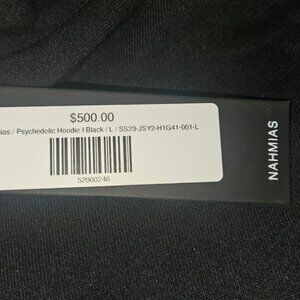 $500.00
ias / Psychedelic Hoodie I Black / L / SS23-JSY2-H1G41-001-L
52900246
NAHMIAS